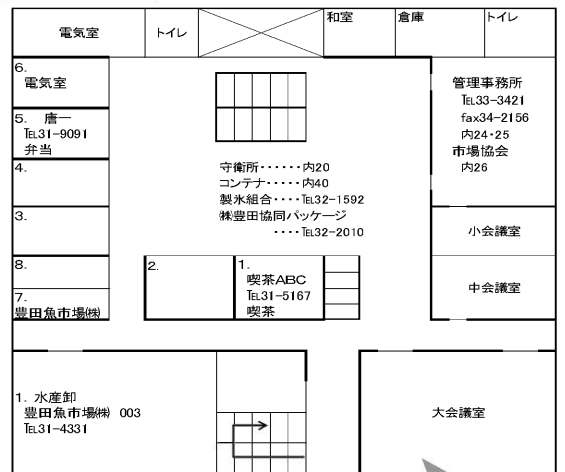 電気室
トイレ
和室
倉庫
トイレ
6.
電気室
5. 唐一
℡31-9091
弁当
4.
3.
8.
7.
豊田魚市場㈱
守衛所‥‥‥内20
コンテナ‥‥内40
製氷組合‥‥℡32-1592
㈱豊田協同パッケージ
‥‥℡32-2010
2.
1.
喫茶ABC
℡31-5167
喫茶
管理事務所
℡33-3421
fax34-2156
内24・25
市場協会
内26
小会議室
中会議室
1. 水産卸
豊田魚市場㈱ 003
℡31-4331
大会議室